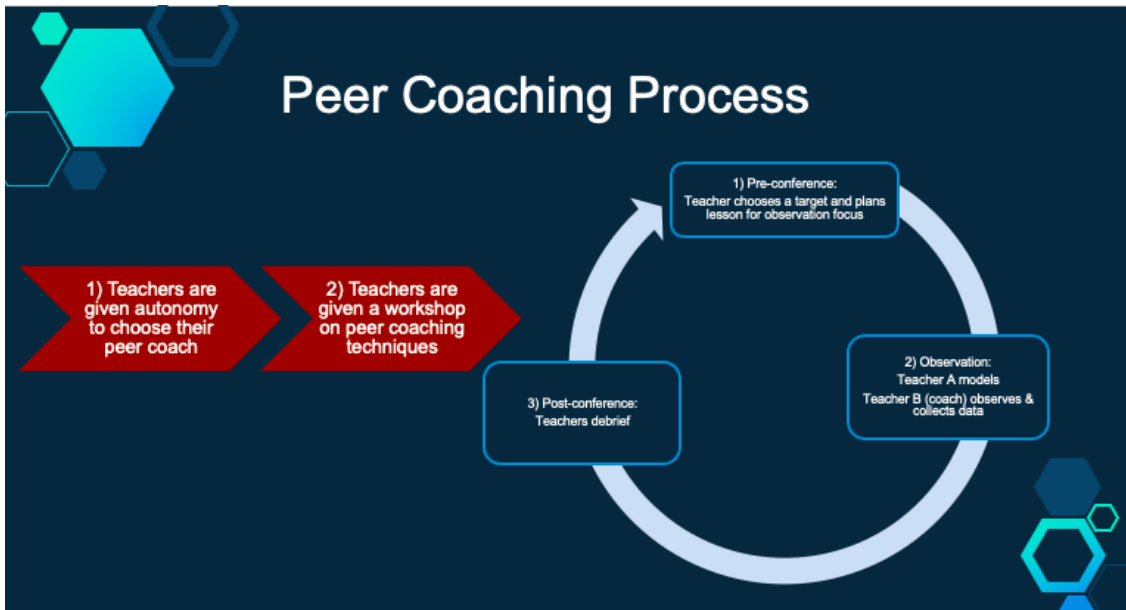 Peer Coaching Process
1) Teachers are
given autonomy
to choose their
peer coach
2) Teachers are
given a workshop
on peer coaching
techniques
1) Pre-conference:
Teacher chooses a target and plans
lesson for observation focus
2) Observation:
Teacher A models
Teacher B (coach) observes &
collects data
3) Post-conference:
Teachers debrief